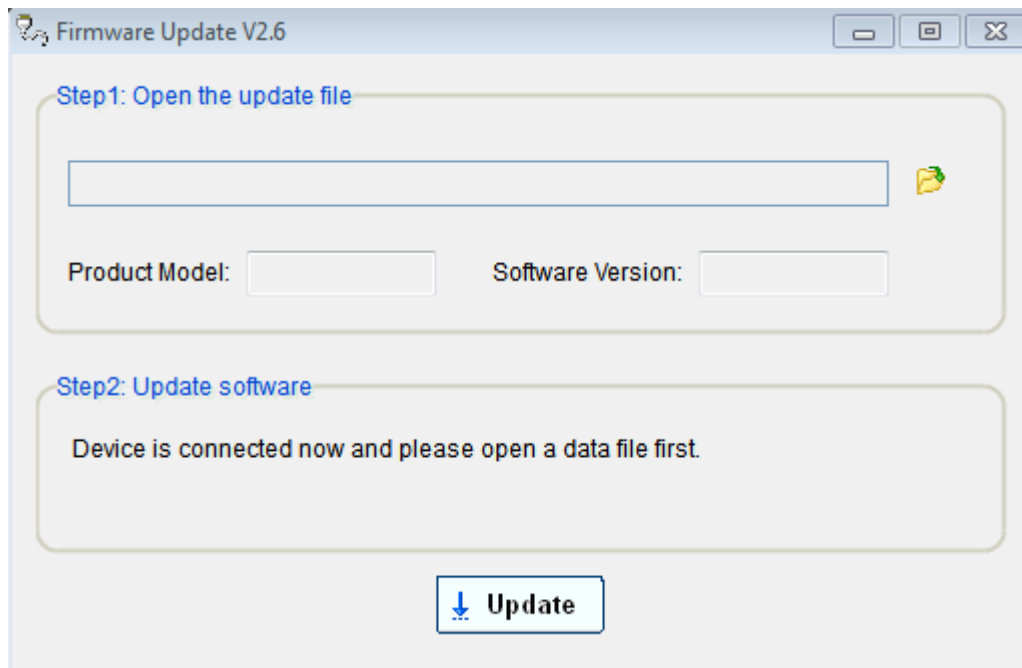 Firmware Update V2.6
Step1: Open the update file
Product Model: Software Version:
Step2: Update software
Device is connected now and please open a data file first.
Update